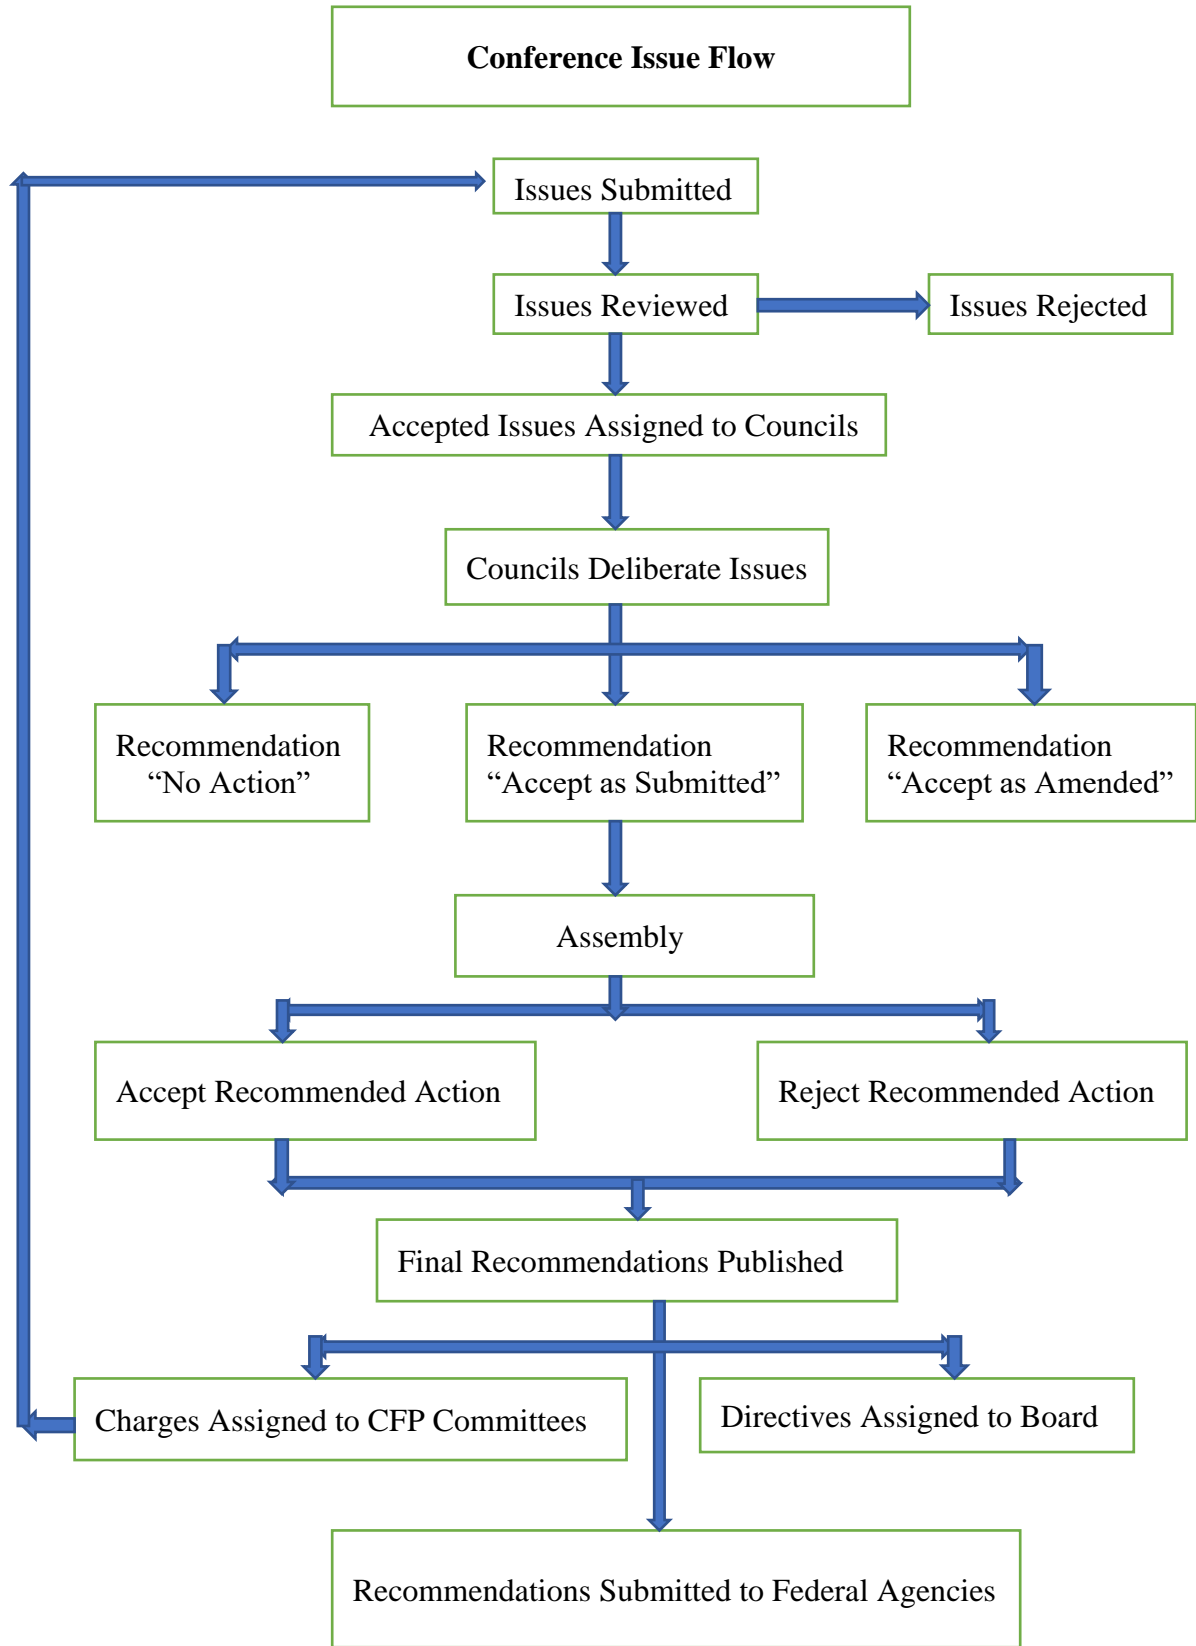 Conference Issue Flow
Issues Submitted
Issues Reviewed
Issues Rejected
Accepted Issues Assigned to Councils
Councils Deliberate Issues
Recommendation
“No Action”
Recommendation
“Accept as Submitted”
Recommendation
“Accept as Amended”
Assembly
Accept Recommended Action
Reject Recommended Action
Final Recommendations Published
Charges Assigned to CFP Committees
Directives Assigned to Board
Recommendations Submitted to Federal Agencies